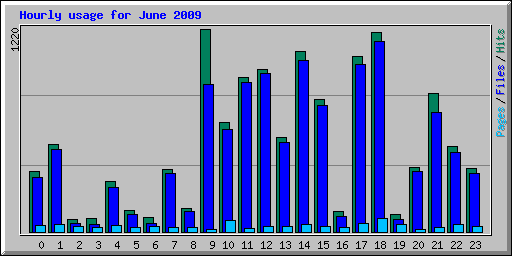 Hourly usage for June 2009
1220
Pages/Files/Hits
0 1 2 3 4 5 6 7 8 9 10 11 12 13 14 15 16 17 18 19 20 21 22 23